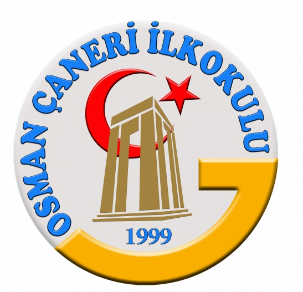 OSMAN ÇANERİ İLKOKULU
1999